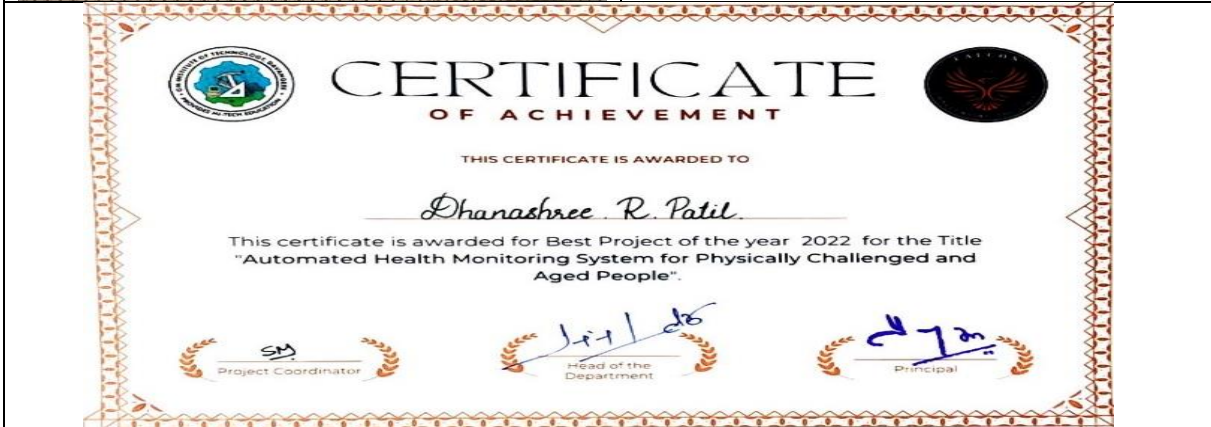 CERTIFICATE
OF ACHIEVEMENT
THIS CERTIFICATE IS AWARDED TO
Dhanashree. R. Patil.
This certificate is awarded for Best Project of the year 2022 for the Title
"Automated Health Monitoring System for Physically Challenged and
Aged People".
SM
Project Coordinator
Head of the
Department
Principal